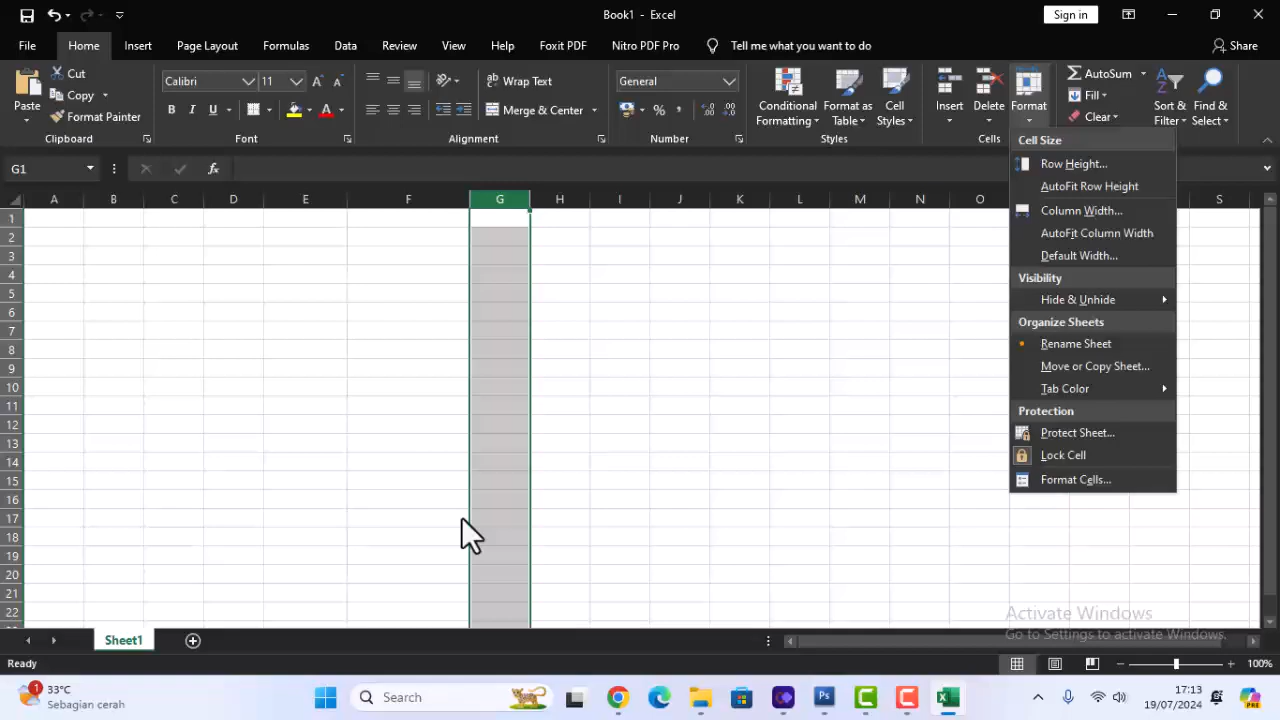 Book1 - Excel
Sign in
File Home Insert Page Layout Formulas Data Review View Help Foxit PDF Nitro PDF Pro Tell me what you want to do Share
Paste
Cut
Copy
Format Painter
Clipboard
Calibri 11
B I U
Font
Wrap Text
Merge & Center
Alignment
General
%
Number
Conditional Formatting
Format as Table
Cell Styles
Styles
Insert
Delete
Format
Cells
AutoSum
Fill
Clear
Sort & Filter
Find & Select
Cell Size
Row Height...
AutoFit Row Height
Column Width...
AutoFit Column Width
Default Width...
Visibility
Hide & Unhide
Organize Sheets
Rename Sheet
Move or Copy Sheet...
Tab Color
Protection
Protect Sheet...
Lock Cell
Format Cells...
G1
fx
A B C D E F G H I J K L M N O S
1
2
3
4
5
6
7
8
9
10
11
12
13
14
15
16
17
18
19
20
21
22
Activate Windows
Go to Settings to activate Windows.
Sheet1
Ready
100%
1
33°C
Sebagian cerah
Search
Ps
17:13
19/07/2024
PRE